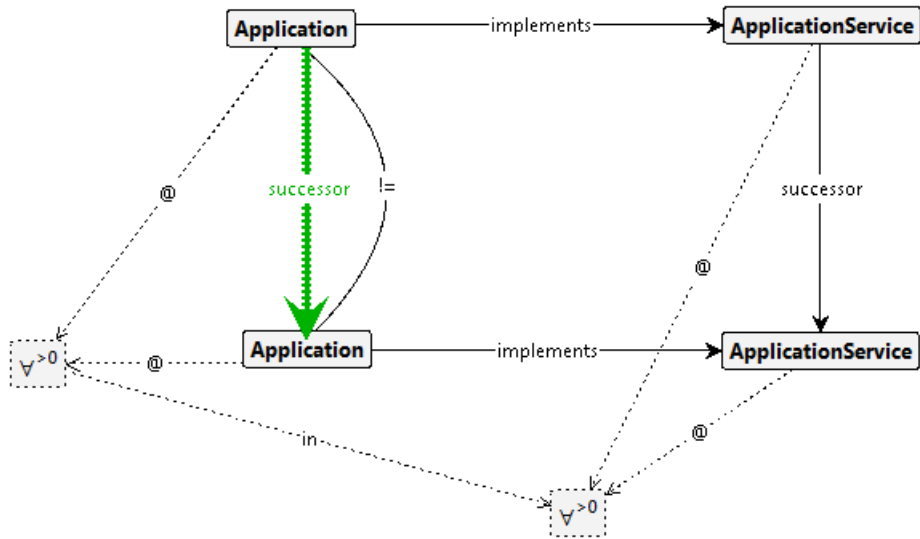 Application
implements
ApplicationService
@
successor
!=
successor
@
∀>0
@
Application
implements
ApplicationService
in
@
∀>0